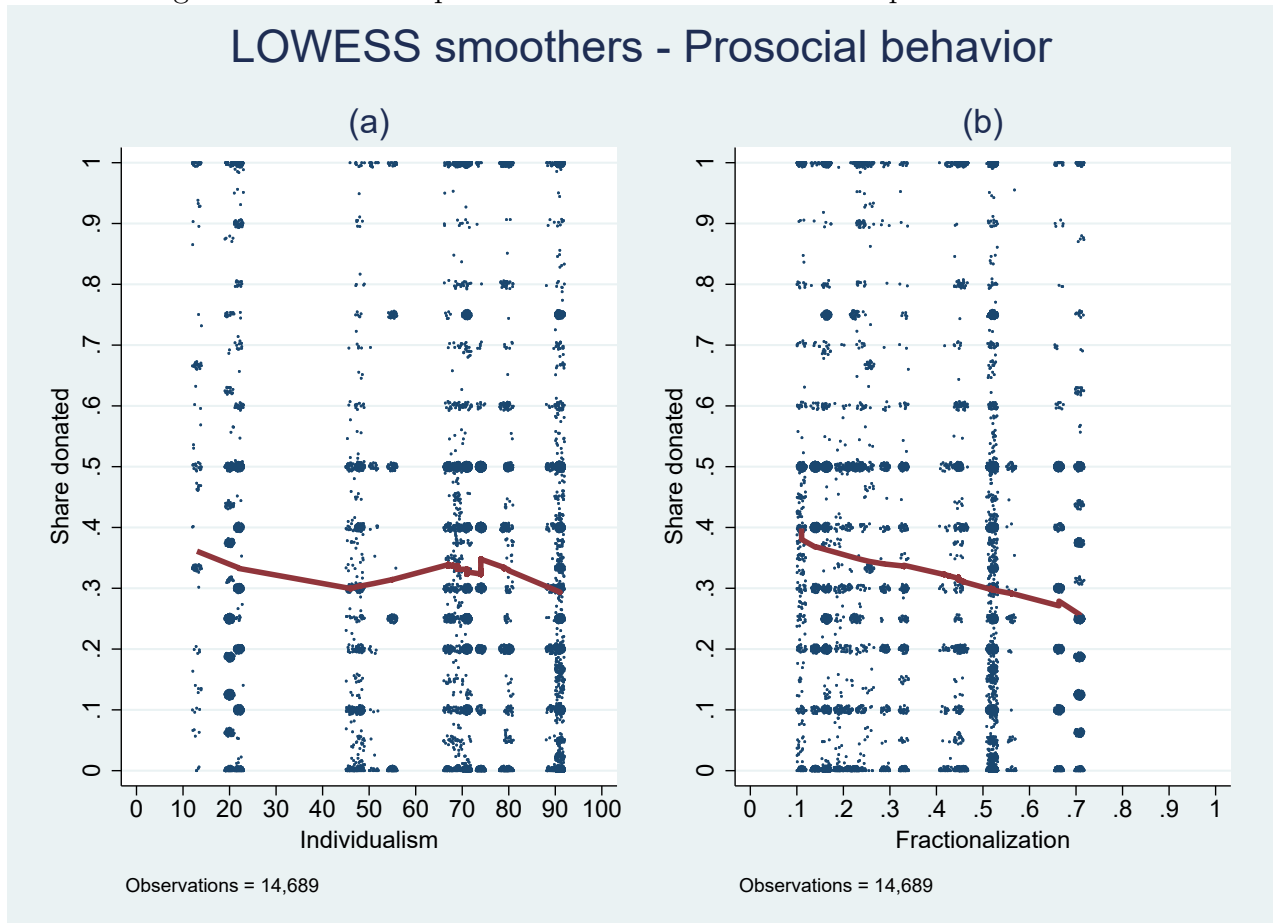 LOWESS smoothers - Prosocial behavior
(a)
Share donated
1
.9
.8
.7
.6
.5
.4
.3
.2
.1
0
0 10 20 30 40 50 60 70 80 90 100
Individualism
Observations = 14,689
(b)
Share donated
1
.9
.8
.7
.6
.5
.4
.3
.2
.1
0
0 .1 .2 .3 .4 .5 .6 .7 .8 .9 1
Fractionalization
Observations = 14,689